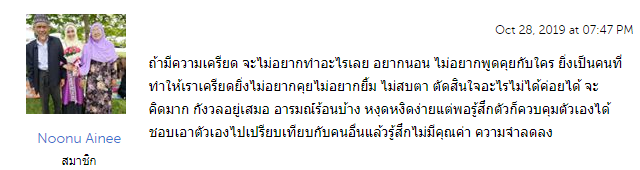 Oct 28, 2019 at 07:47 PM
ถ้ามีความเครียด จะไม่อยากทำอะไรเลย อยากนอน ไม่อยากพูดคุยกับใคร ยิ่งเป็นคนที่
ทำให้เราเครียดยิ่งไม่อยากคุยไม่อยากยิ้ม ไม่สบตา ตัดสินใจอะไรไม่ได้ค่อยได้ จะ
คิดมาก กังวลอยู่เสมอ อารมณ์ร้อนบ้าง หงุดหงิดง่ายแต่พอรู้สึกตัวก็ควบคุมตัวเองได้
ชอบเอาตัวเองไปเปรียบเทียบกับคนอื่นแล้วรู้สึกไม่มีคุณค่า ความจำลดลง
Noonu Ainee
สมาชิก